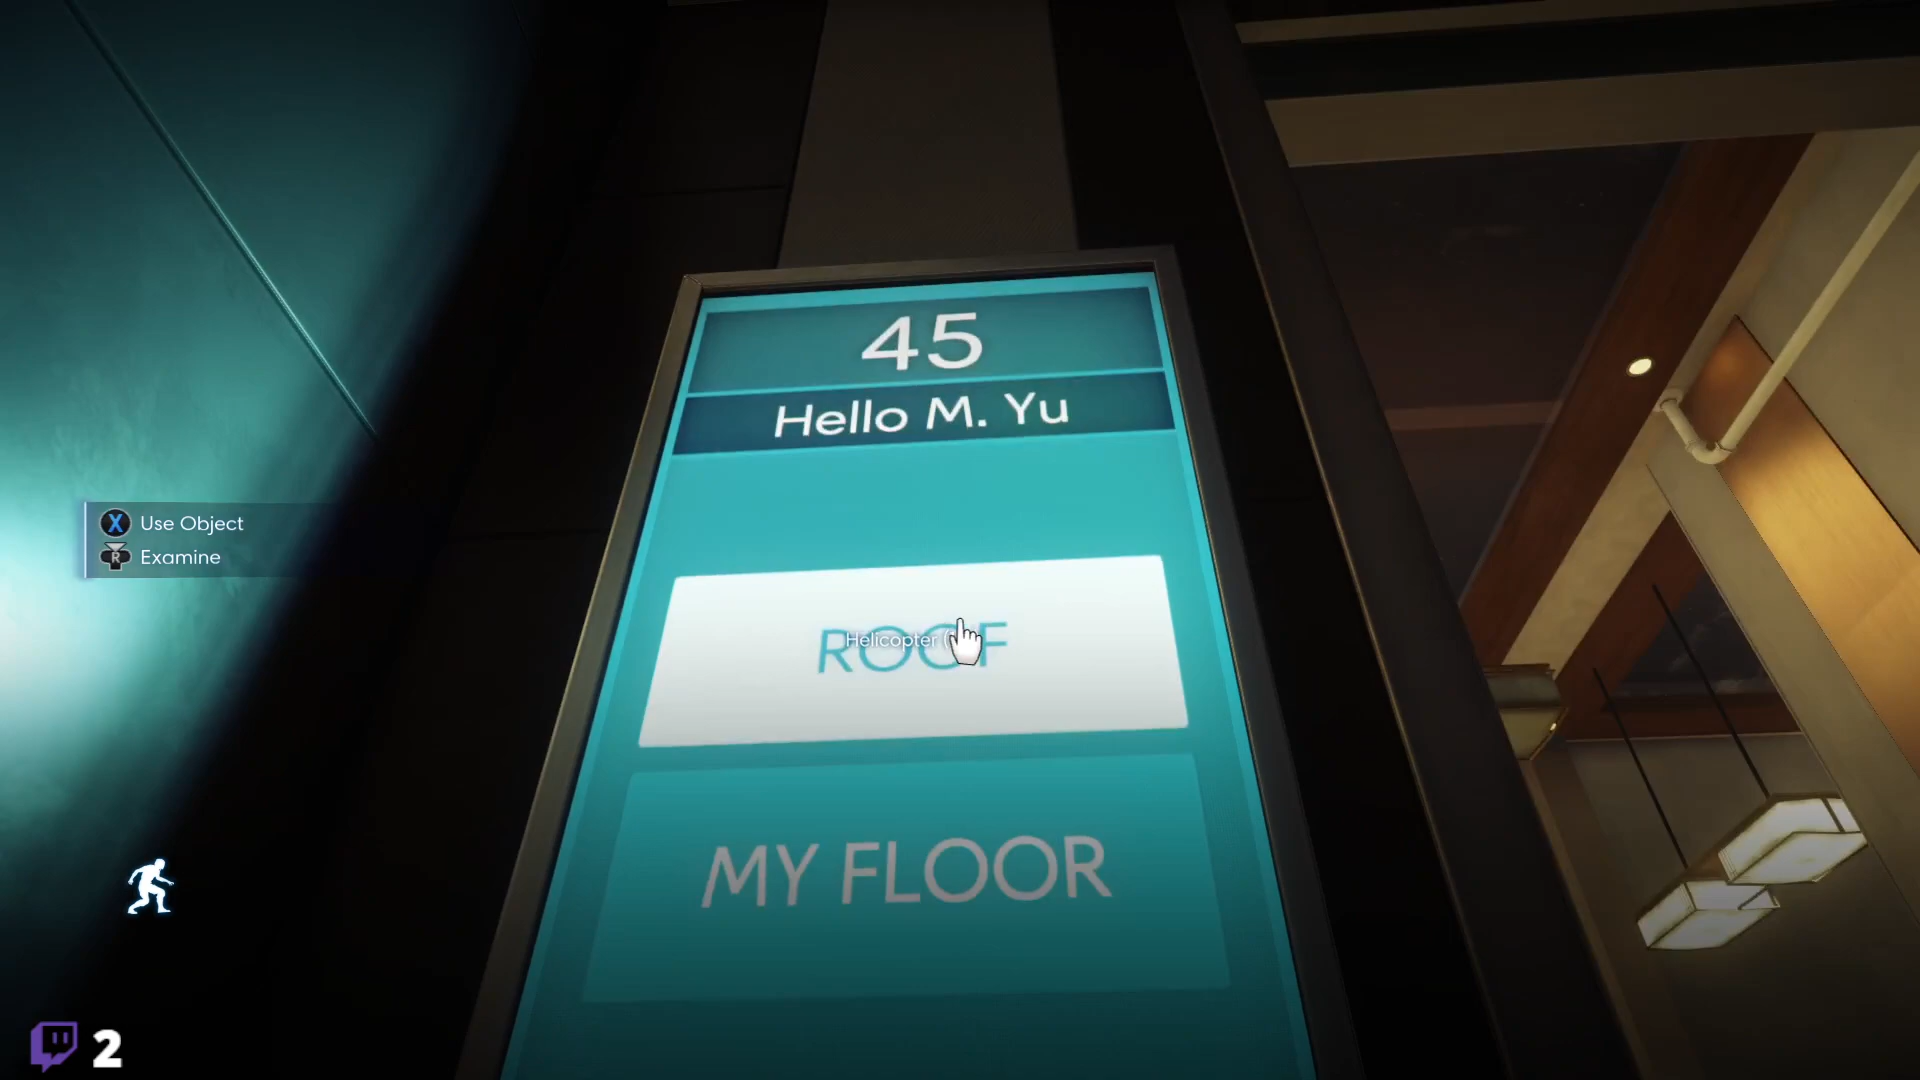 45
Hello M. Yu
Helicopter (
ROOF
X Use Object
R Examine
MY FLOOR
2